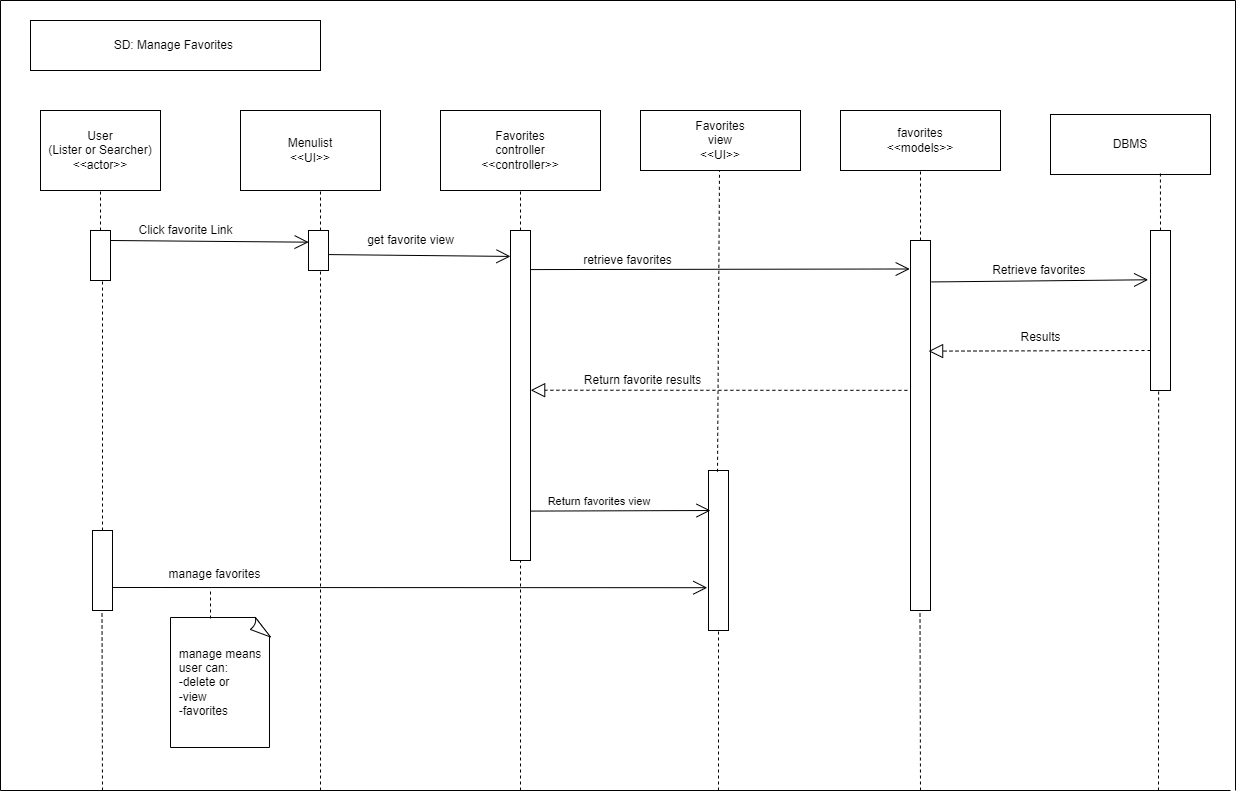 SD: Manage Favorites
User
(Lister or Searcher)
<<actor>>
Menulist
<<UI>>
Favorites
controller
<<controller>>
Favorites
view
<<UI>>
favorites
<<models>>
DBMS
Click favorite Link
get favorite view
retrieve favorites
Retrieve favorites
Results
Return favorite results
Return favorites view
manage favorites
manage means
user can:
-delete or
-view
-favorites